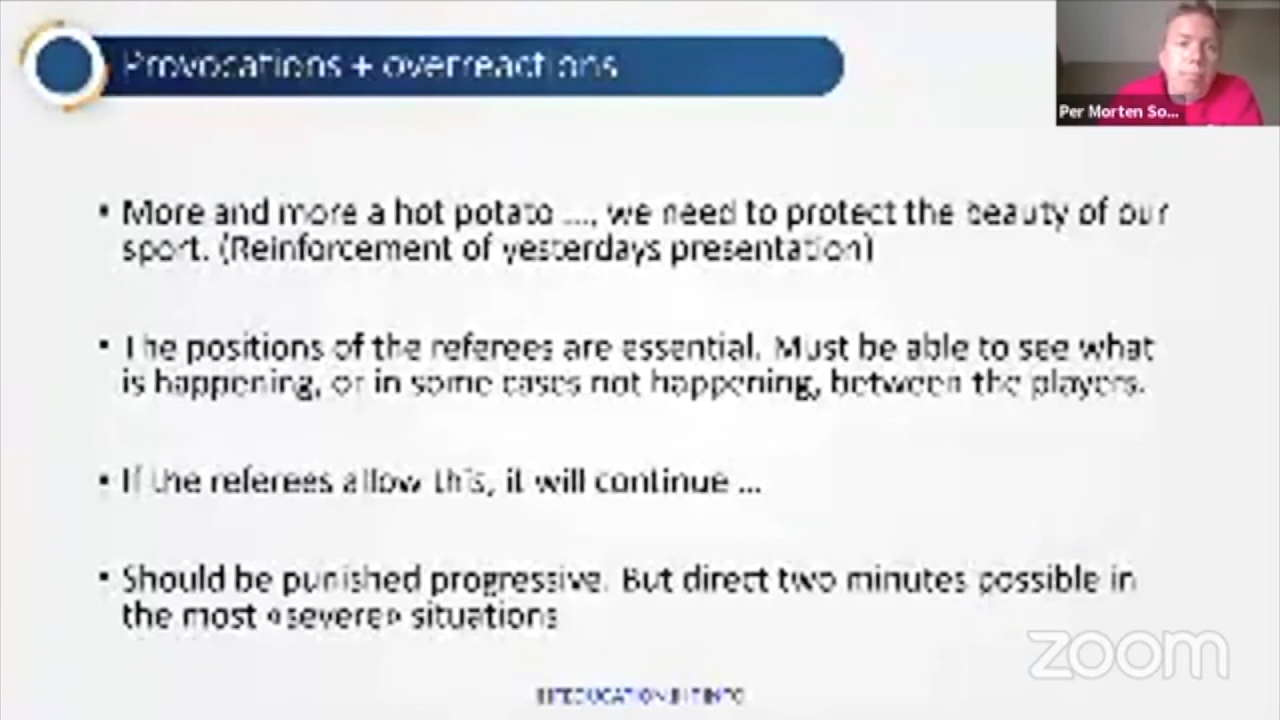 Provocations + overreactions
Per Morten So...
• More and more a hot potato ...., we need to protect the beauty of our
sport. (Reinforcement of yesterdays presentation)
• The positions of the referees are essential. Must be able to see what
is happening, or in some cases not happening, between the players.
• If the referees allow this, it will continue ...
• Should be punished progressive. But direct two minutes possible in
the most «severe» situations
zoom